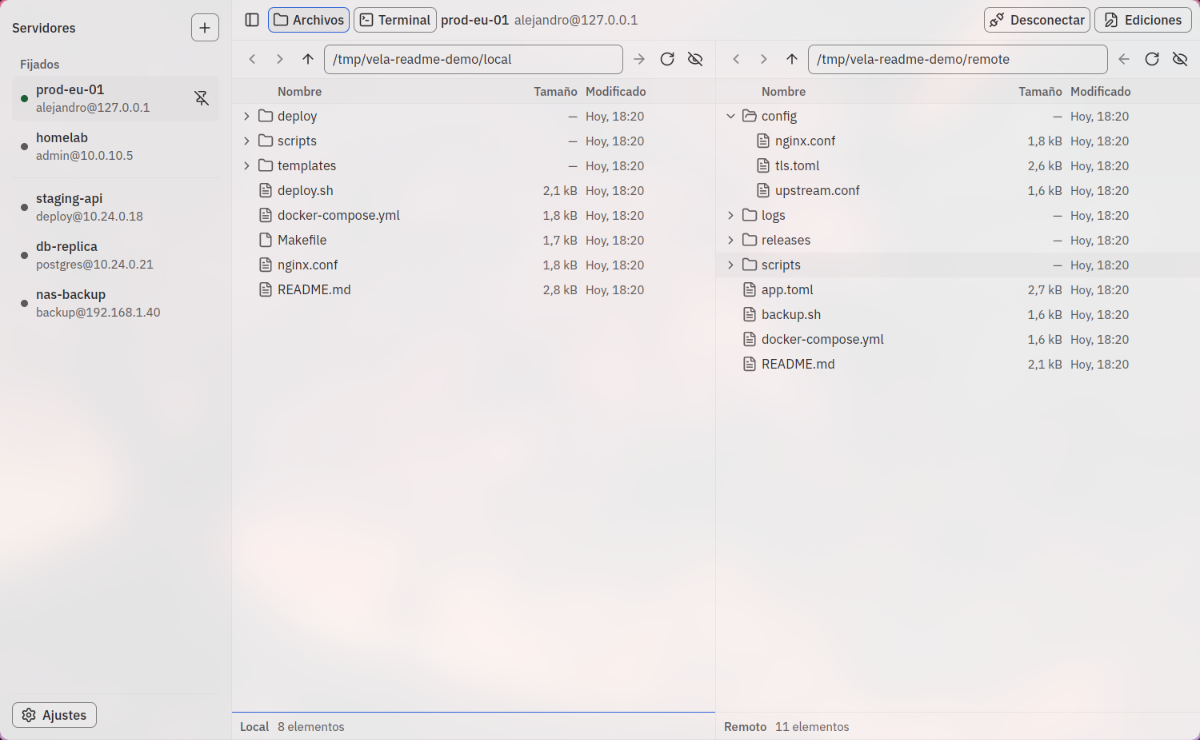 Servidores
Fijados
prod-eu-01
alejandro@127.0.0.1
homelab
admin@10.0.10.5
staging-api
deploy@10.24.0.18
db-replica
postgres@10.24.0.21
nas-backup
backup@192.168.1.40
Ajustes
Archivos Terminal prod-eu-01 alejandro@127.0.0.1 Desconectar Ediciones
/tmp/vela-readme-demo/local
Nombre Tamaño Modificado
deploy — Hoy, 18:20
scripts — Hoy, 18:20
templates — Hoy, 18:20
deploy.sh 2,1 kB Hoy, 18:20
docker-compose.yml 1,8 kB Hoy, 18:20
Makefile 1,7 kB Hoy, 18:20
nginx.conf 1,8 kB Hoy, 18:20
README.md 2,8 kB Hoy, 18:20
Local 8 elementos
/tmp/vela-readme-demo/remote
Nombre Tamaño Modificado
config — Hoy, 18:20
nginx.conf 1,8 kB Hoy, 18:20
tls.toml 2,6 kB Hoy, 18:20
upstream.conf 1,6 kB Hoy, 18:20
logs — Hoy, 18:20
releases — Hoy, 18:20
scripts — Hoy, 18:20
app.toml 2,7 kB Hoy, 18:20
backup.sh 1,6 kB Hoy, 18:20
docker-compose.yml 1,6 kB Hoy, 18:20
README.md 2,1 kB Hoy, 18:20
Remoto 11 elementos